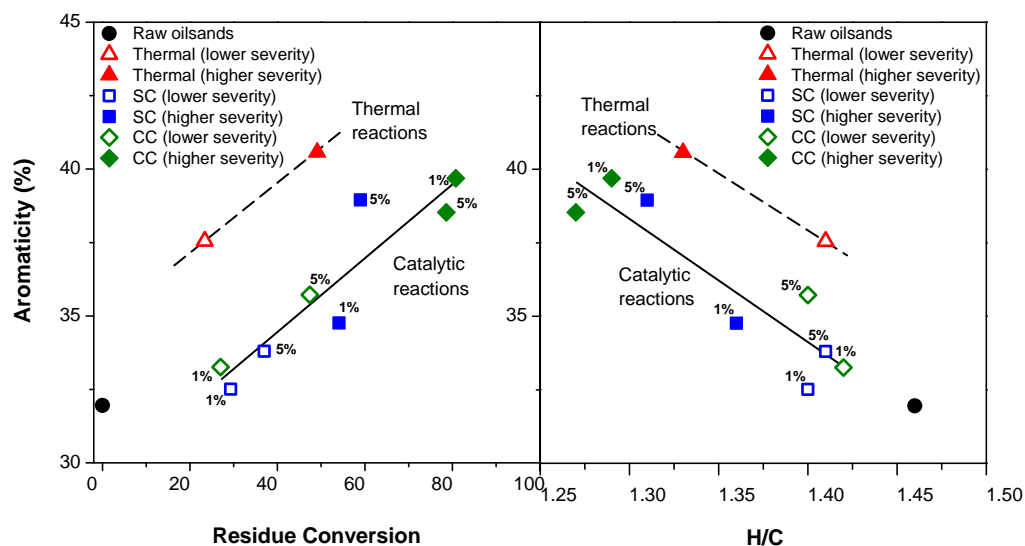 Aromaticity (%)
45
40
35
30
Raw oilsands
Thermal (lower severity)
Thermal (higher severity)
SC (lower severity)
SC (higher severity)
CC (lower severity)
CC (higher severity)
Thermal
reactions
1%
5%
5%
5%
Catalytic
reactions
1%
5%
1%
1%
0
20
40
60
80
100
Residue Conversion
Raw oilsands
Thermal (lower severity)
Thermal (higher severity)
SC (lower severity)
SC (higher severity)
CC (lower severity)
CC (higher severity)
Thermal
reactions
1%
5%
5%
Catalytic
reactions
5%
1%
5%
1%
1%
1.25
1.30
1.35
1.40
1.45
1.50
H/C